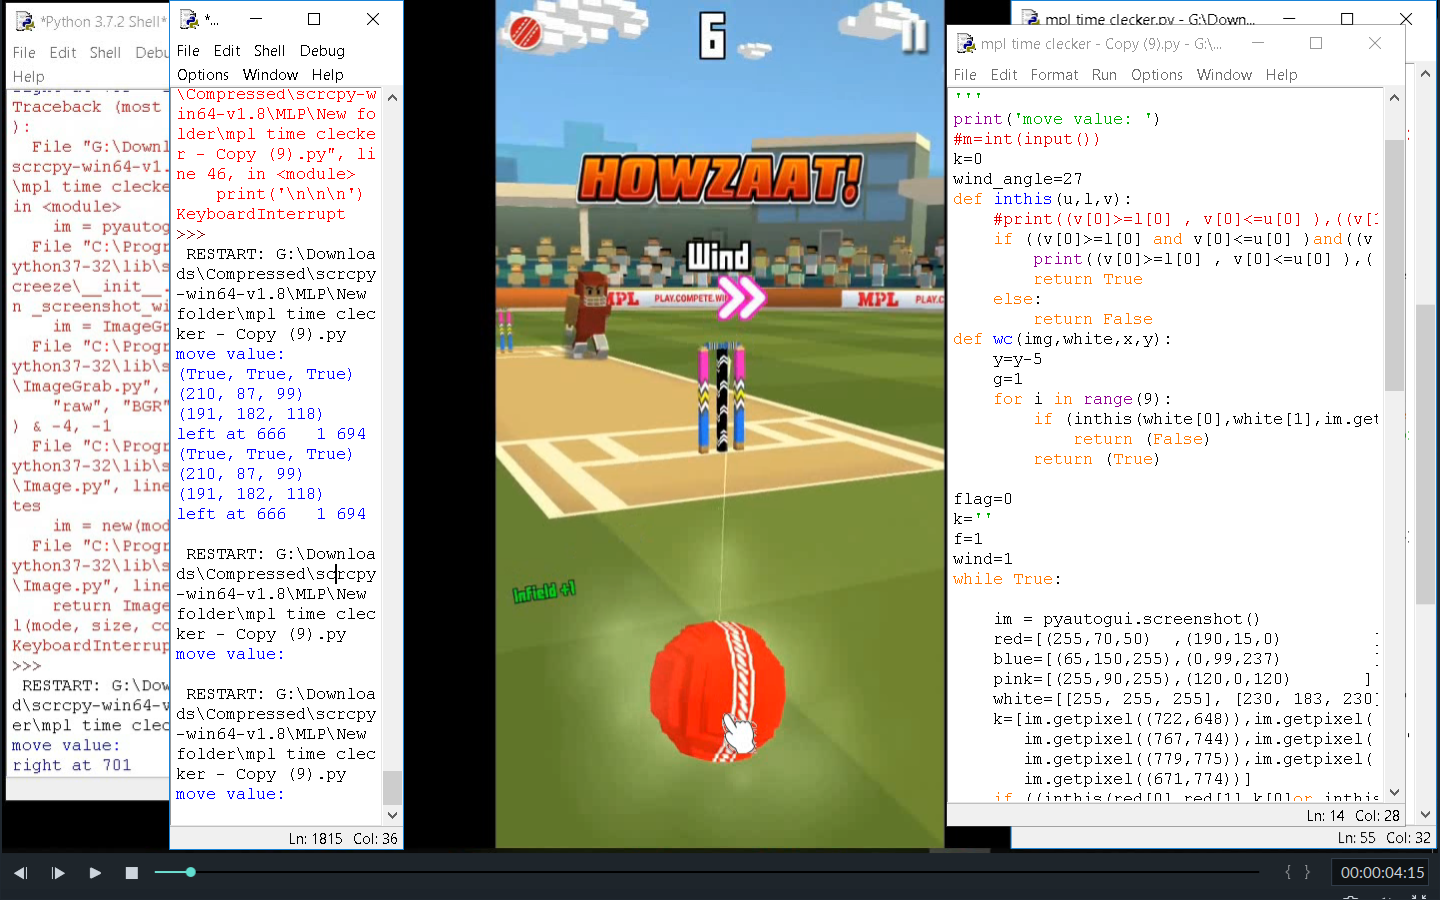 *Python 3.7.2 Shell*
File Edit Shell Debu
Help
Traceback (most
):
File "G:\Downl
scrcpy-win64-v1.
\mpl time clecke
in <module>
im = pyautog
File "C:\Progr
ython37-32\lib\s
creeze\__init__.
n _screenshot_wi
im = ImageGr
File "C:\Progr
ython37-32\lib\s
\ImageGrab.py",
"raw", "BGR"
) & -4, -1
File "C:\Progr
ython37-32\lib\s
\Image.py", line
tes
im = new(mod
File "C:\Progr
ython37-32\lib\s
\Image.py", line
return Image
l(mode, size, co
KeyboardInterrup
>>>
RESTART: G:\Dow
d\scrcpy-win64-v
er\mpl time clec
move value:
right at 701
*...
File Edit Shell Debug
Options Window Help
\Compressed\scrcpy-w
in64-v1.8\MLP\New fo
lder\mpl time clecke
r - Copy (9).py", li
ne 46, in <module>
print('\n\n\n')
KeyboardInterrupt
>>>
RESTART: G:\Downloa
ds\Compressed\scrcpy
-win64-v1.8\MLP\New
folder\mpl time clec
ker - Copy (9).py
move value:
(True, True, True)
(210, 87, 99)
(191, 182, 118)
left at 666 1 694
(True, True, True)
(210, 87, 99)
(191, 182, 118)
left at 666 1 694
RESTART: G:\Downloa
ds\Compressed\scrcpy
-win64-v1.8\MLP\New
folder\mpl time clec
ker - Copy (9).py
move value:
RESTART: G:\Downloa
ds\Compressed\scrcpy
-win64-v1.8\MLP\New
folder\mpl time clec
ker - Copy (9).py
move value:
Ln: 1815 Col: 36
6
HOWZAAT!
Wind
MPL PLAY.COMPETE.WI MPL PLAY.C
Infield +1
mpl time clecker.py - G:\Down...
mpl time clecker - Copy (9).py - G:\...
File Edit Format Run Options Window Help
'''
print('move value: ')
#m=int(input())
k=0
wind_angle=27
def inthis(u,l,v):
#print((v[0]>=l[0] , v[0]<=u[0] ),((v[1
if ((v[0]>=l[0] and v[0]<=u[0] )and((v
print((v[0]>=l[0] , v[0]<=u[0] ),(
return True
else:
return False
def wc(img,white,x,y):
y=y-5
g=1
for i in range(9):
if (inthis(white[0],white[1],im.get
return (False)
return (True)
flag=0
k=''
f=1
wind=1
while True:
im = pyautogui.screenshot()
red=[(255,70,50) ,(190,15,0) ]
blue=[(65,150,255),(0,99,237) ]
pink=[(255,90,255),(120,0,120) ]
white=[[255, 255, 255], [230, 183, 230]
k=[im.getpixel((722,648)),im.getpixel(
im.getpixel((767,744)),im.getpixel(
im.getpixel((779,775)),im.getpixel(
im.getpixel((671,774))]
if ((inthis(red[0],red[1],k[0]or inthis
Ln: 14 Col: 28
Ln: 55 Col: 32
{ }
00:00:04:15